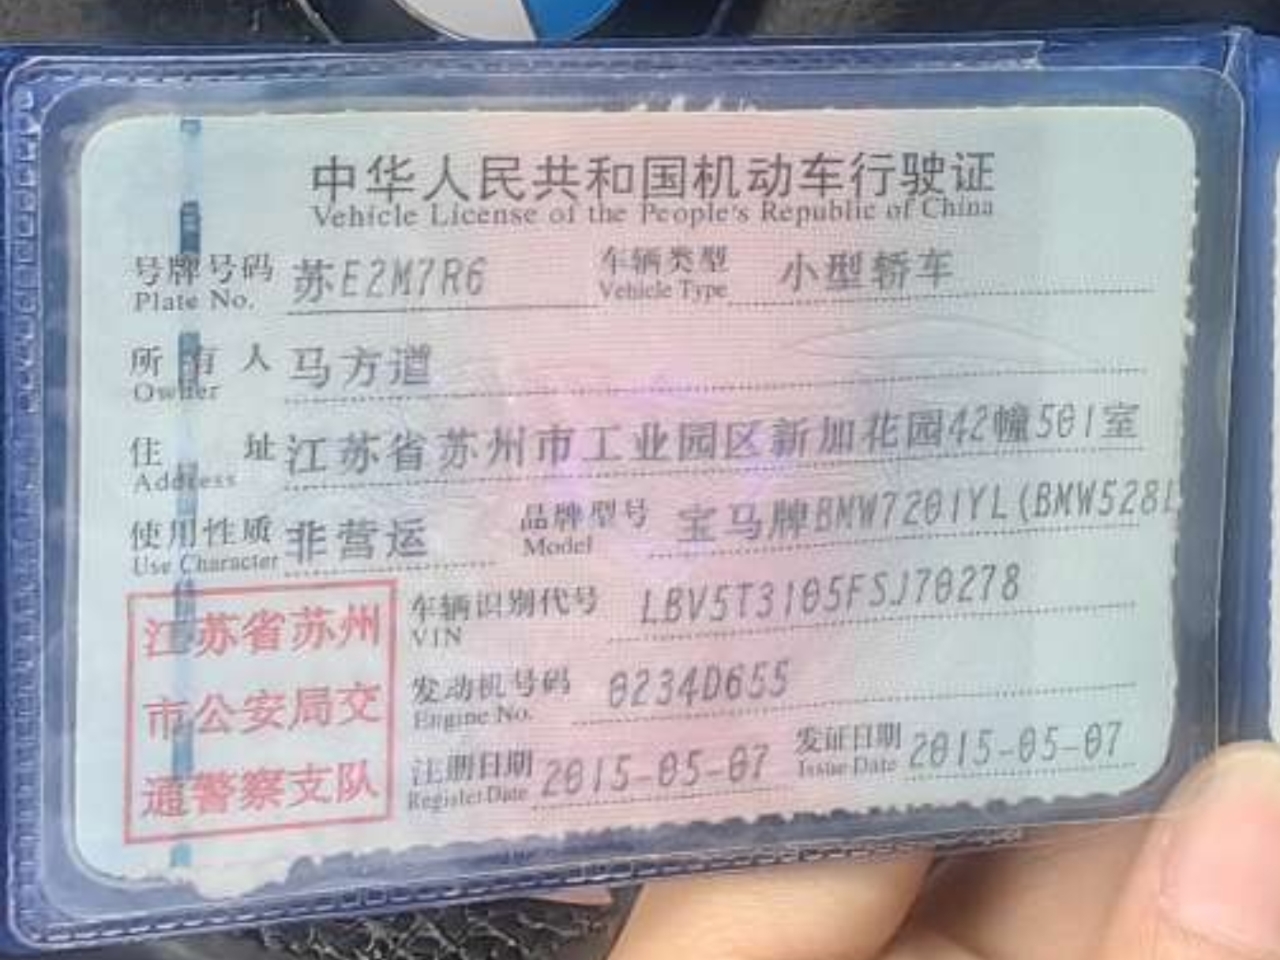 中华人民共和国机动车行驶证
Vehicle License of the People's Republic of China
号牌号码 苏E2M7R6 车辆类型 小型轿车
Plate No. Vehicle Type
所有人 马方道
Owner
住址 江苏省苏州市工业园区新加花园42幢501室
Address
使用性质 非营运 品牌型号 宝马牌BMW7201YL(BMW528L
Use Character Model
江苏省苏州
市公安局交
通警察支队
车辆识别代号 LBV5T3105FSJ70278
VIN
发动机号码 0234D655
Engine No.
注册日期 2015-05-07 发证日期 2015-05-07
Register Date Issue Date